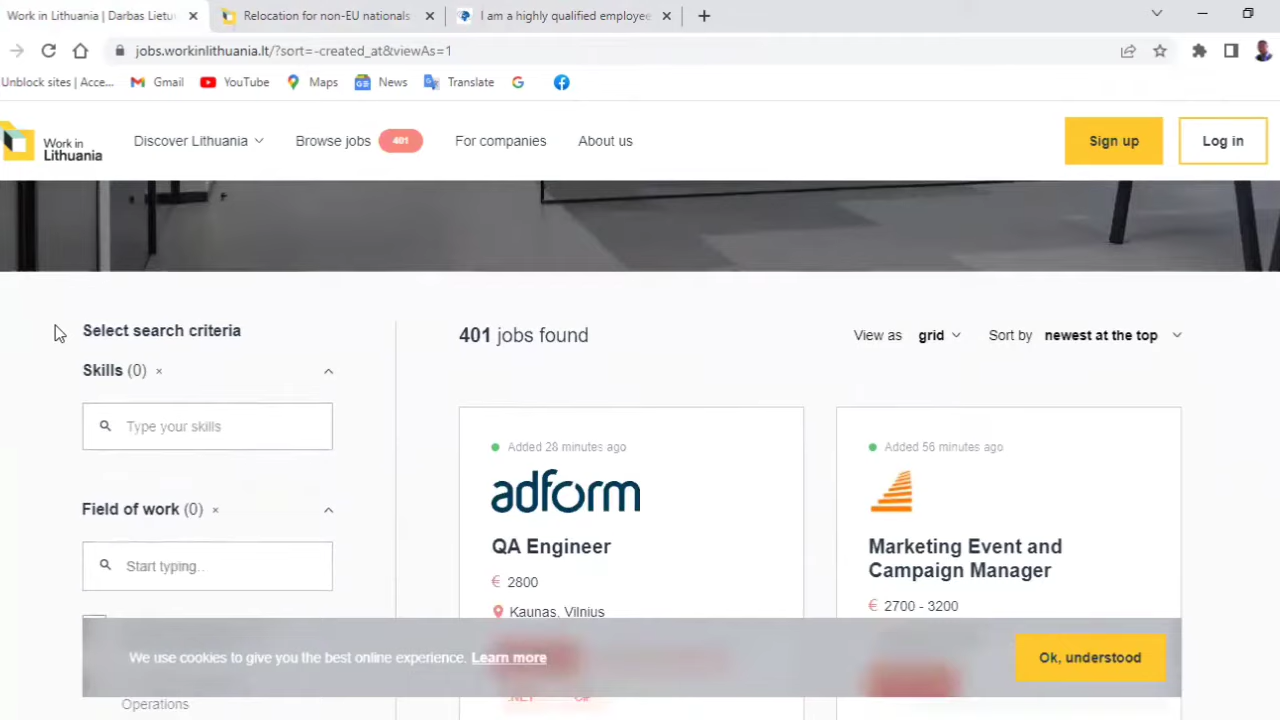 Work in Lithuania | Darbas Lietu
Relocation for non-EU nationals
I am a highly qualified employee
jobs.workinlithuania.lt/?sort=-created_at&viewAs=1
Unblock sites | Acce...
Gmail
YouTube
Maps
News
Translate
Work in
Lithuania
Discover Lithuania
Browse jobs
401
For companies
About us
Sign up
Log in
Select search criteria
Skills (0) ×
Type your skills
Field of work (0) ×
Start typing..
Operations
401 jobs found
View as grid
Sort by newest at the top
Added 28 minutes ago
adform
QA Engineer
€ 2800
Kaunas, Vilnius
.NET
Added 56 minutes ago
Marketing Event and
Campaign Manager
€ 2700 - 3200
We use cookies to give you the best online experience. Learn more
Ok, understood